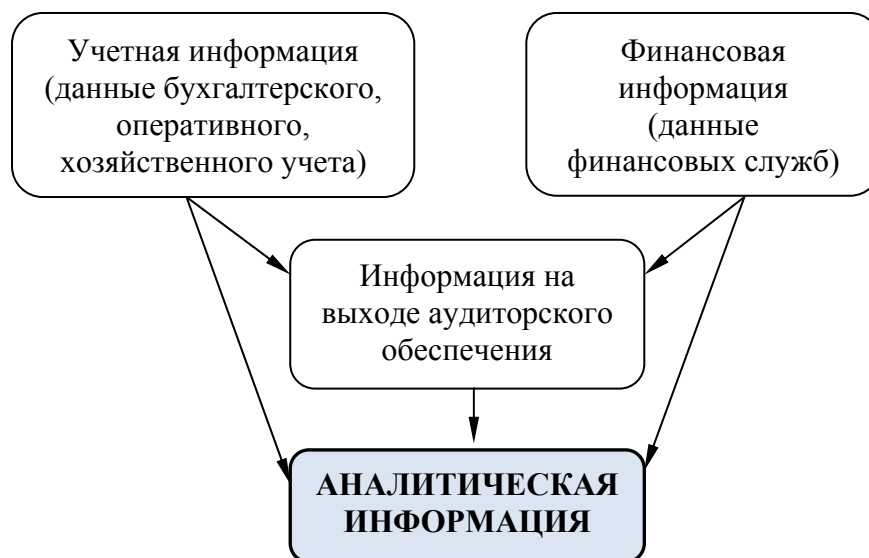 Учетная информация
(данные бухгалтерского,
оперативного,
хозяйственного учета)
Финансовая
информация
(данные
финансовых служб)
Информация на
выходе аудиторского
обеспечения
АНАЛИТИЧЕСКАЯ
ИНФОРМАЦИЯ